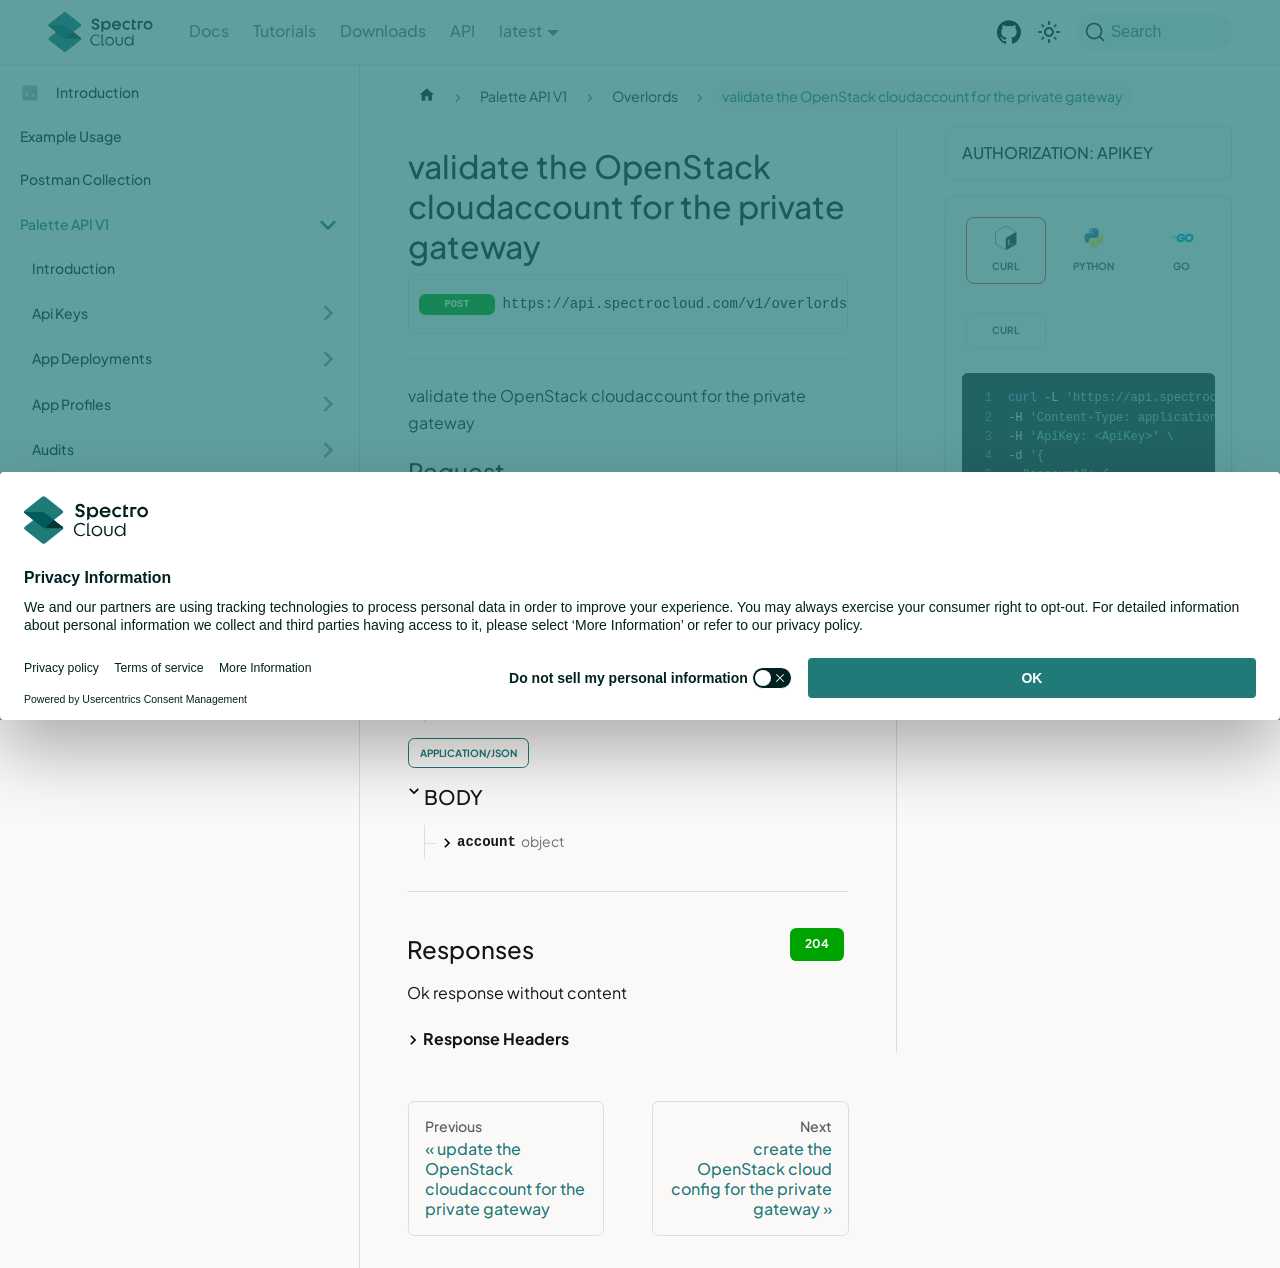 Spectro
Cloud
Docs
Tutorials
Downloads
API
latest
Search
Introduction
Example Usage
Postman Collection
Palette API V1
Introduction
Api Keys
App Deployments
App Profiles
Audits
Palette API V1
Overlords
validate the OpenStack cloudaccount for the private gateway
validate the OpenStack
cloudaccount for the private
gateway
POST https://api.spectrocloud.com/v1/overlords
validate the OpenStack cloudaccount for the private
gateway
Request
AUTHORIZATION: APIKEY
CURL
PYTHON
GO
CURL
1 curl -L 'https://api.spectroc
2 -H 'Content-Type: application
3 -H 'ApiKey: <ApiKey>' \
4 -d '{
Spectro
Cloud
Privacy Information
We and our partners are using tracking technologies to process personal data in order to improve your experience. You may always exercise your consumer right to opt-out. For detailed information
about personal information we collect and third parties having access to it, please select ‘More Information’ or refer to our privacy policy.
Privacy policy
Terms of service
More Information
Do not sell my personal information
OK
Powered by Usercentrics Consent Management
APPLICATION/JSON
BODY
account object
Responses
204
Ok response without content
Response Headers
Previous
« update the
OpenStack
cloudaccount for the
private gateway
Next
create the
OpenStack cloud
config for the private
gateway »